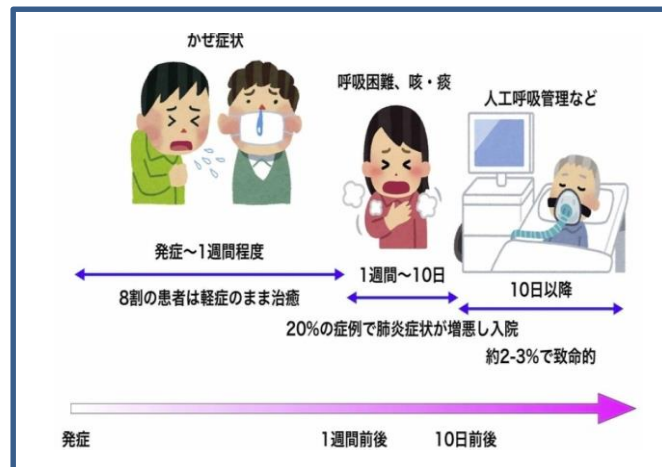 かぜ症状
呼吸困難、咳・痰
人工呼吸管理など
発症〜1週間程度
8割の患者は軽症のまま治癒
1週間〜10日
20%の症例で肺炎症状が増悪し入院
10日以降
約2-3%で致命的
発症
1週間前後
10日前後